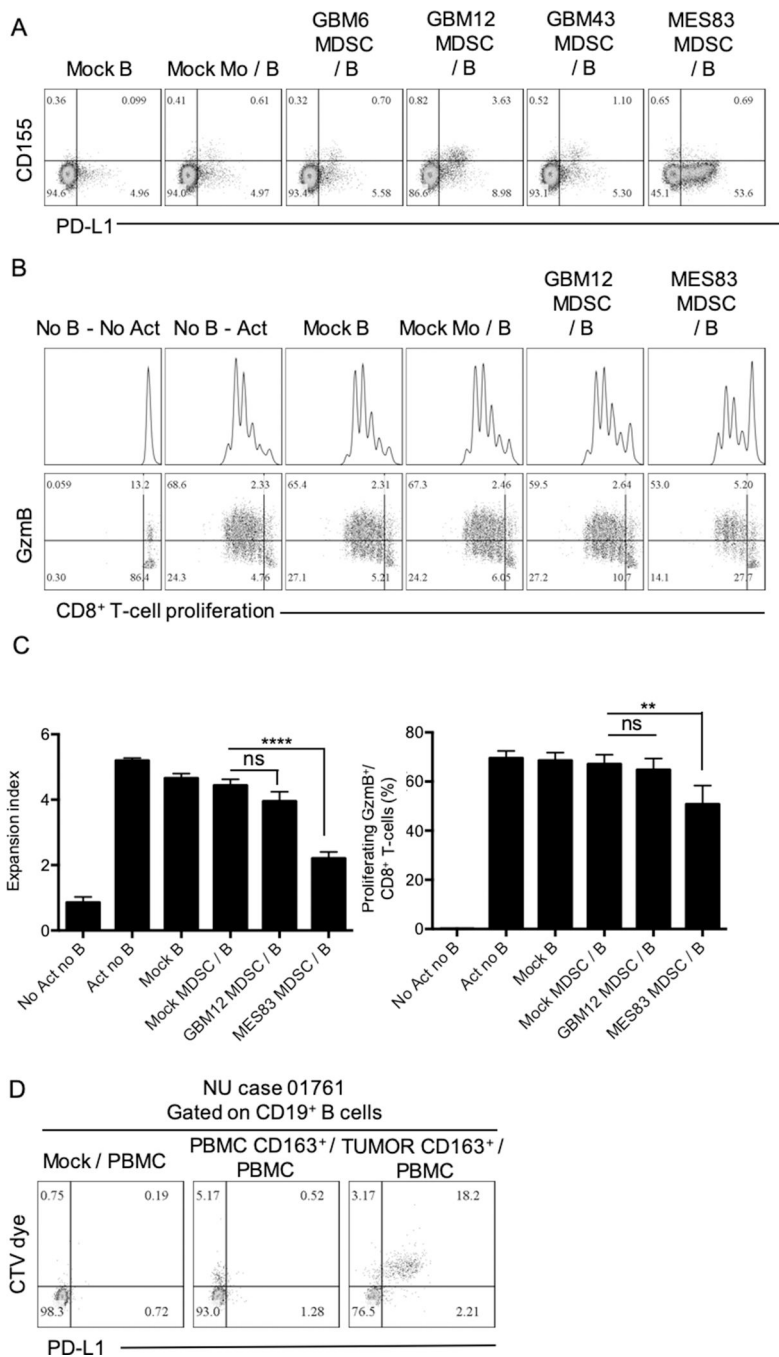 A
Mock B
Mock Mo / B
GBM6
MDSC
/ B
GBM12
MDSC
/ B
GBM43
MDSC
/ B
MES83
MDSC
/ B
CD155
0.36 0.099
94.6 4.96
0.41 0.61
94.0 4.97
0.32 0.70
93.4 5.58
0.82 3.63
86.6 8.98
0.52 1.10
93.1 5.30
0.65 0.69
45.1 53.6
PD-L1
B
No B - No Act
No B - Act
Mock B
Mock Mo / B
GBM12
MDSC
/ B
MES83
MDSC
/ B
GzmB
0.059 13.2
0.30 86.4
68.6 2.33
24.3 4.76
65.4 2.31
27.1 5.21
67.3 2.46
24.2 6.05
59.5 2.64
27.2 10.7
53.0 5.20
14.1 27.7
CD8⁺ T-cell proliferation
C
Expansion index
6
4
2
0
****
ns
No Act no B
Act no B
Mock B
Mock MDSC / B
GBM12 MDSC / B
MES83 MDSC / B
Proliferating GzmB⁺/
CD8⁺ T-cells (%)
80
60
40
20
0
**
ns
No Act no B
Act no B
Mock B
Mock MDSC / B
GBM12 MDSC / B
MES83 MDSC / B
D
NU case 01761
Gated on CD19⁺ B cells
Mock / PBMC
PBMC CD163⁺/
PBMC
TUMOR CD163⁺/
PBMC
CTV dye
0.75 0.19
98.3 0.72
5.17 0.52
93.0 1.28
3.17 18.2
76.5 2.21
PD-L1